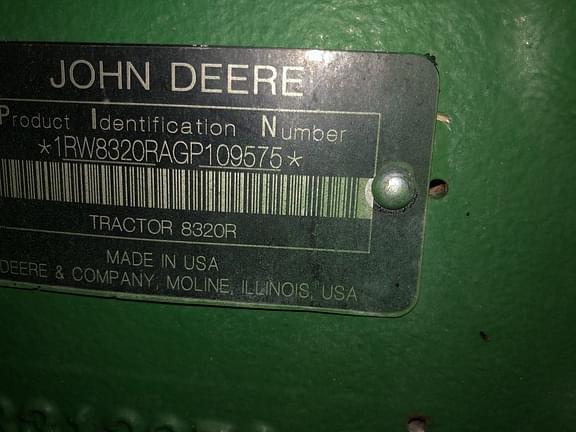 JOHN DEERE
Product Identification Number
*1RW8320RAGP109575*
TRACTOR 8320R
MADE IN USA
DEERE & COMPANY, MOLINE, ILLINOIS, USA